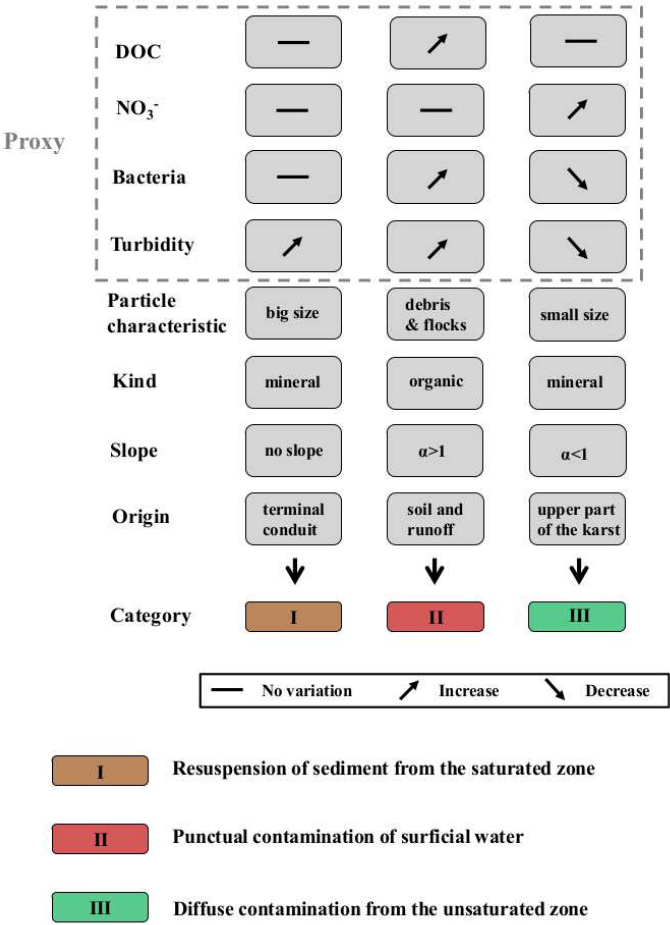 DOC
NO₃⁻
Proxy
Bacteria
Turbidity
Particle
characteristic
big size
debris
& flocks
small size
Kind
mineral
organic
mineral
Slope
no slope
α>1
α<1
Origin
terminal
conduit
soil and
runoff
upper part
of the karst
Category
I
II
III
No variation
Increase
Decrease
I
Resuspension of sediment from the saturated zone
II
Punctual contamination of surficial water
III
Diffuse contamination from the unsaturated zone